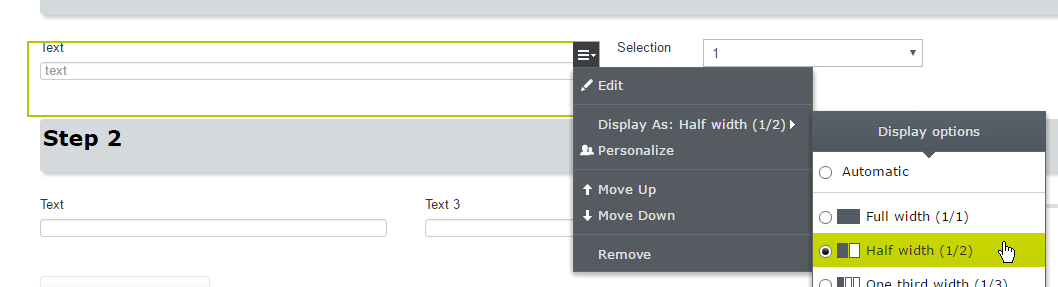 Text
Selection
1
text
Edit
Display As: Half width (1/2)
Personalize
Move Up
Move Down
Remove
Display options
Automatic
Full width (1/1)
Half width (1/2)
One third width (1/3)
Step 2
Text
Text 3